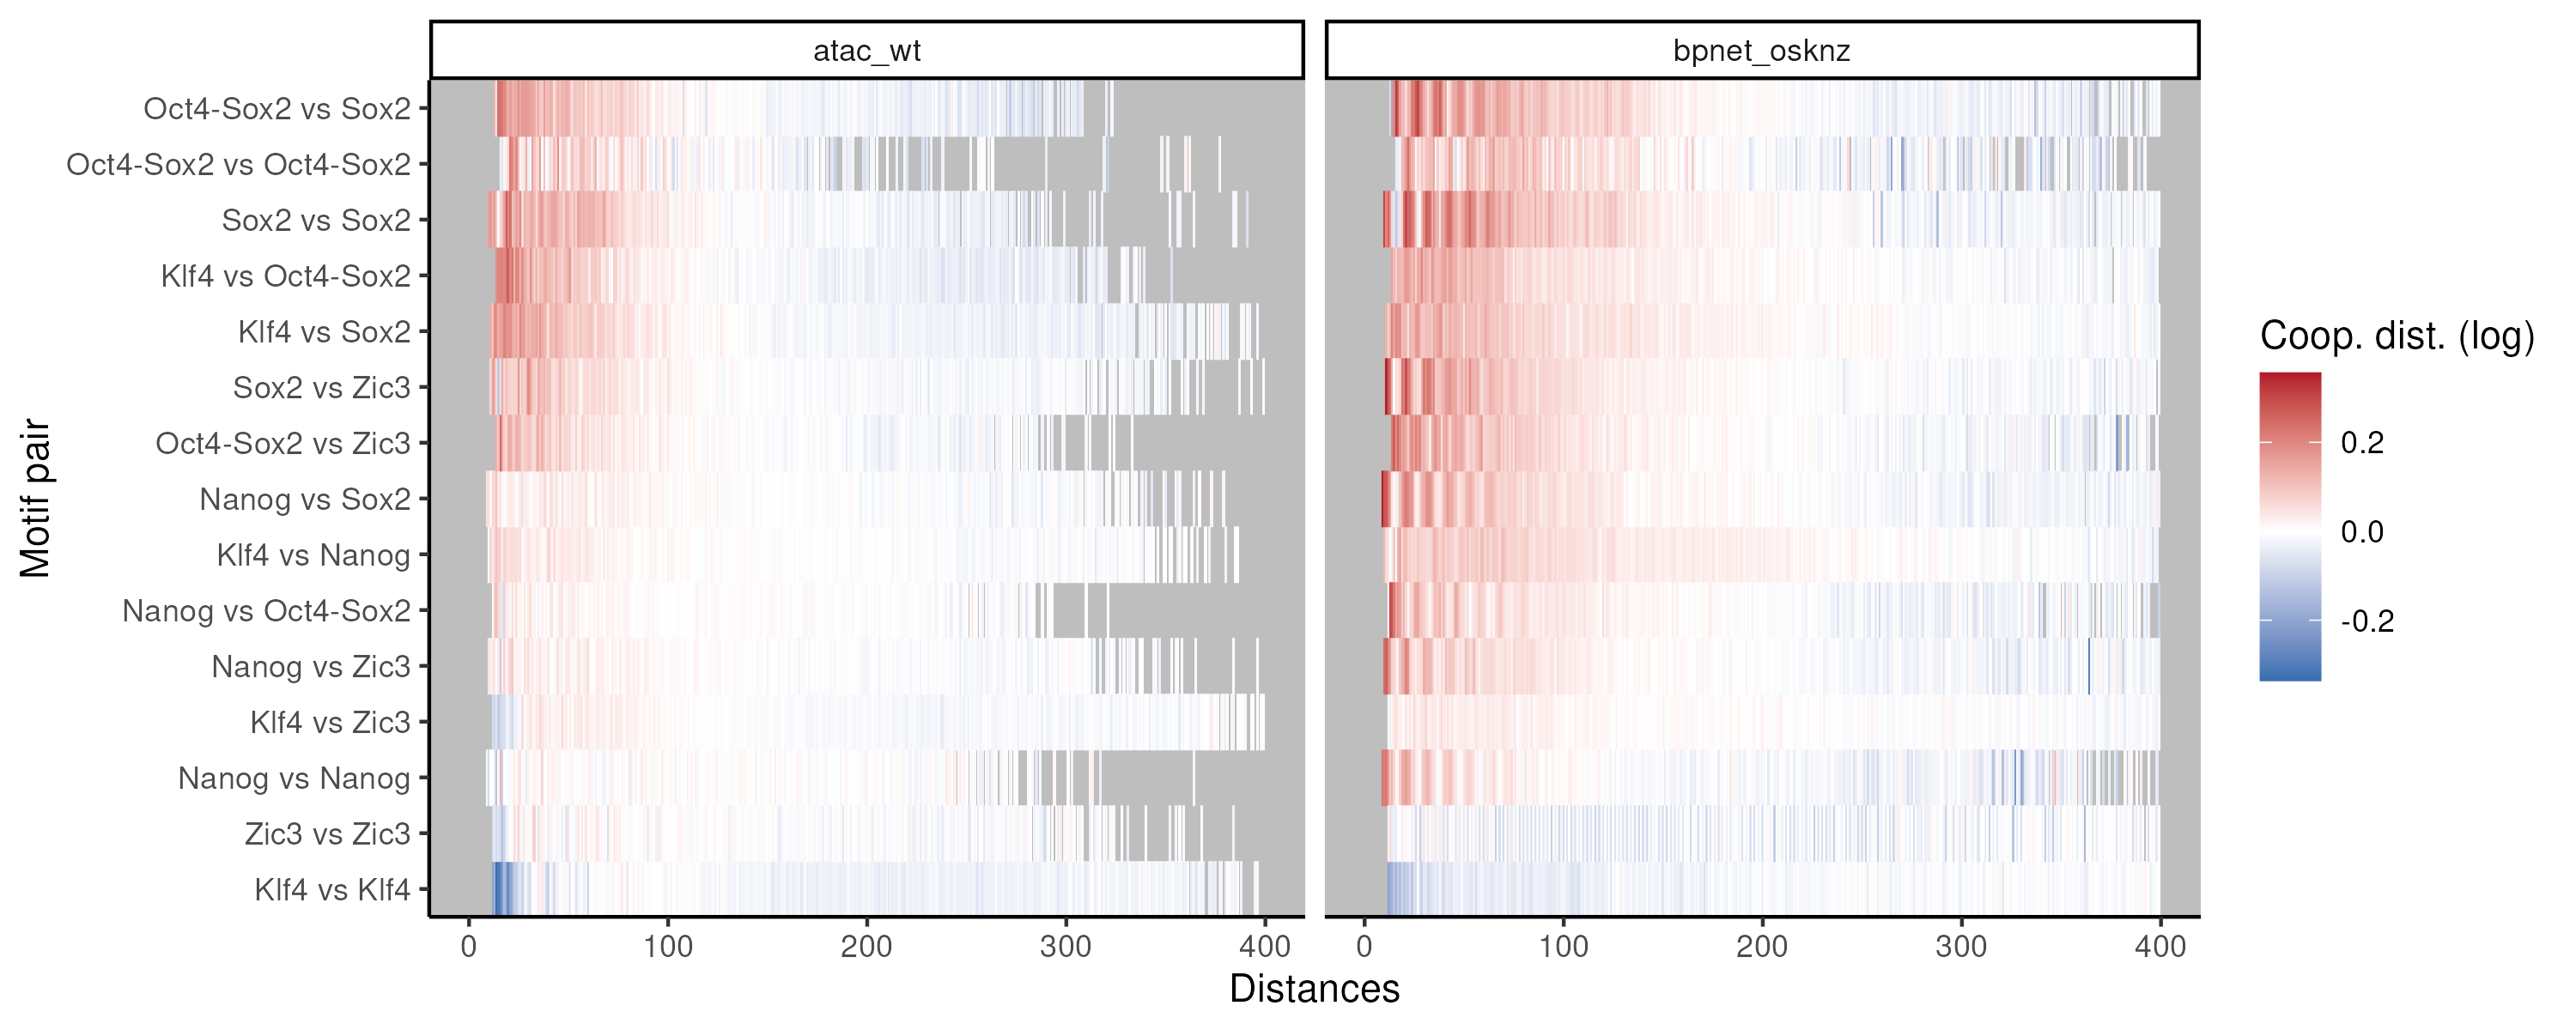 atac_wt
bpnet_osknz
Motif pair
Oct4-Sox2 vs Sox2
Oct4-Sox2 vs Oct4-Sox2
Sox2 vs Sox2
Klf4 vs Oct4-Sox2
Klf4 vs Sox2
Sox2 vs Zic3
Oct4-Sox2 vs Zic3
Nanog vs Sox2
Klf4 vs Nanog
Nanog vs Oct4-Sox2
Nanog vs Zic3
Klf4 vs Zic3
Nanog vs Nanog
Zic3 vs Zic3
Klf4 vs Klf4
0 100 200 300 400
0 100 200 300 400
Distances
Coop. dist. (log)
0.2
0.0
-0.2